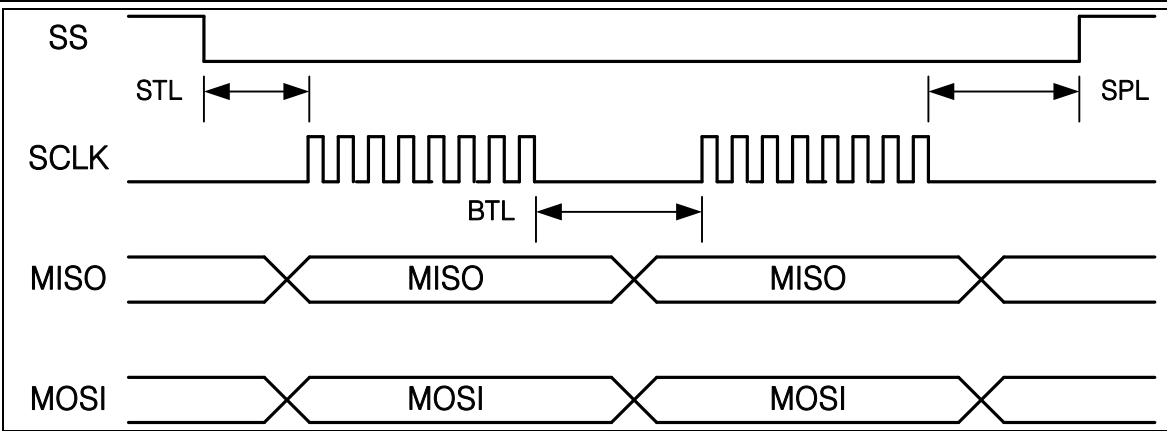 SS
STL SPL
SCLK
BTL
MISO MISO MISO
MOSI MOSI MOSI